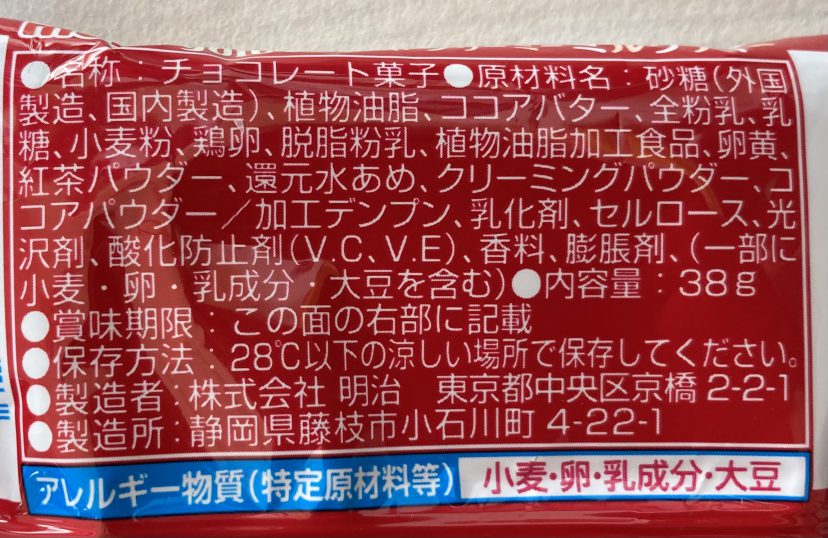 ●名称：チョコレート菓子●原材料名：砂糖（外国
製造、国内製造）、植物油脂、ココアバター、全粉乳、乳
糖、小麦粉、鶏卵、脱脂粉乳、植物油脂加工食品、卵黄、
紅茶パウダー、還元水あめ、クリーミングパウダー、コ
コアパウダー／加工デンプン、乳化剤、セルロース、光
沢剤、酸化防止剤（V.C、V.E）、香料、膨脹剤、（一部に
小麦・卵・乳成分・大豆を含む）●内容量：38g
●賞味期限：この面の右部に記載
●保存方法：28℃以下の涼しい場所で保存してください。
●製造者：株式会社 明治　東京都中央区京橋 2-2-1
●製造所：静岡県藤枝市小石川町 4-22-1
アレルギー物質（特定原材料等） 小麦・卵・乳成分・大豆